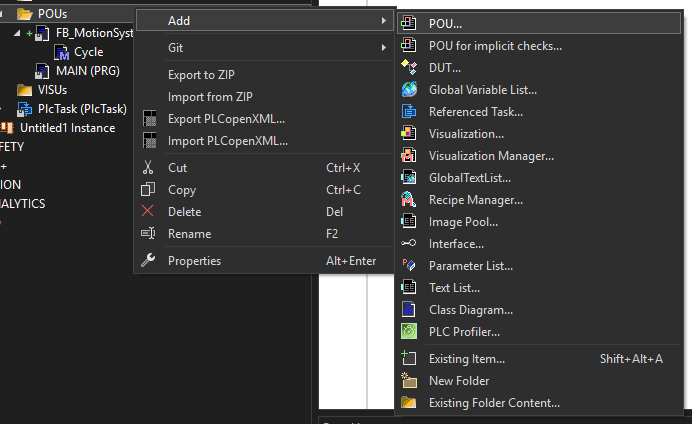 POUs
FB_MotionSys
Cycle
MAIN (PRG)
VISUs
PlcTask (PlcTask)
Untitled1 Instance
FETY
+
ION
ALYTICS
Add
Git
Export to ZIP
Import from ZIP
Export PLCopenXML...
Import PLCopenXML...
Cut Ctrl+X
Copy Ctrl+C
Delete Del
Rename F2
Properties Alt+Enter
POU...
POU for implicit checks...
DUT...
Global Variable List...
Referenced Task...
Visualization...
Visualization Manager...
GlobalTextList...
Recipe Manager...
Image Pool...
Interface...
Parameter List...
Text List...
Class Diagram...
PLC Profiler...
Existing Item... Shift+Alt+A
New Folder
Existing Folder Content...